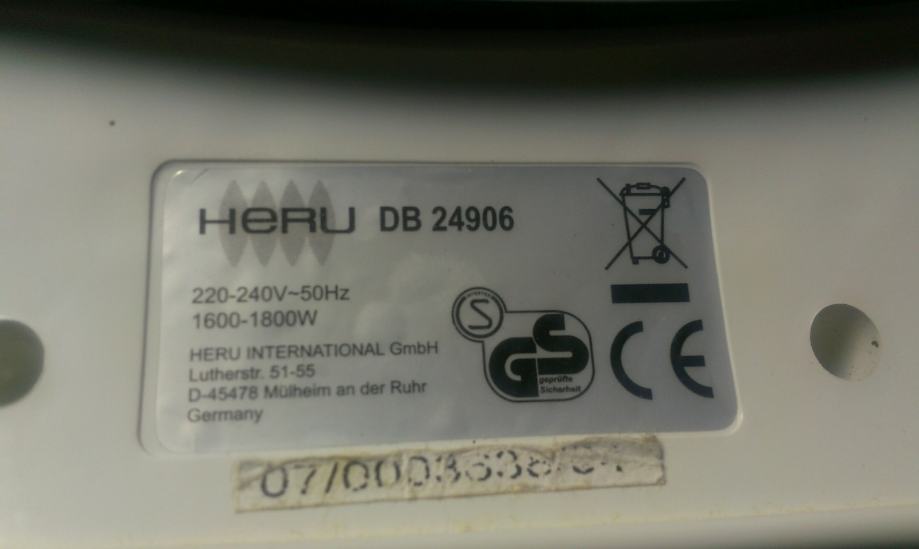 HERU DB 24906
220-240V~50Hz
1600-1800W
HERU INTERNATIONAL GmbH
Lutherstr. 51-55
D-45478 Mülheim an der Ruhr
Germany
S
GS
geprüfte
Sicherheit
CE